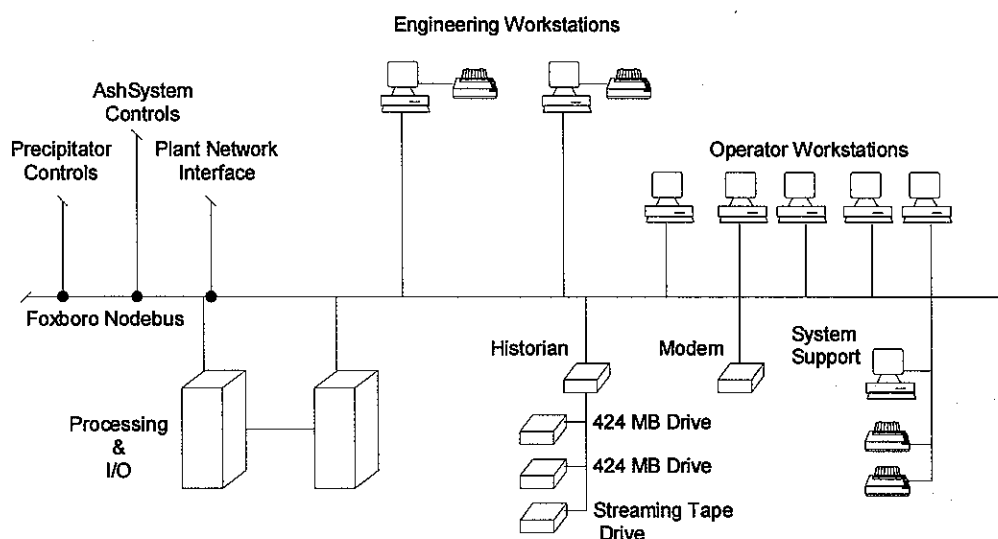 Engineering Workstations
AshSystem
Controls
Precipitator
Controls
Plant Network
Interface
Operator Workstations
Foxboro Nodebus
Historian
Modem
System
Support
Processing
&
I/O
424 MB Drive
424 MB Drive
Streaming Tape
Drive